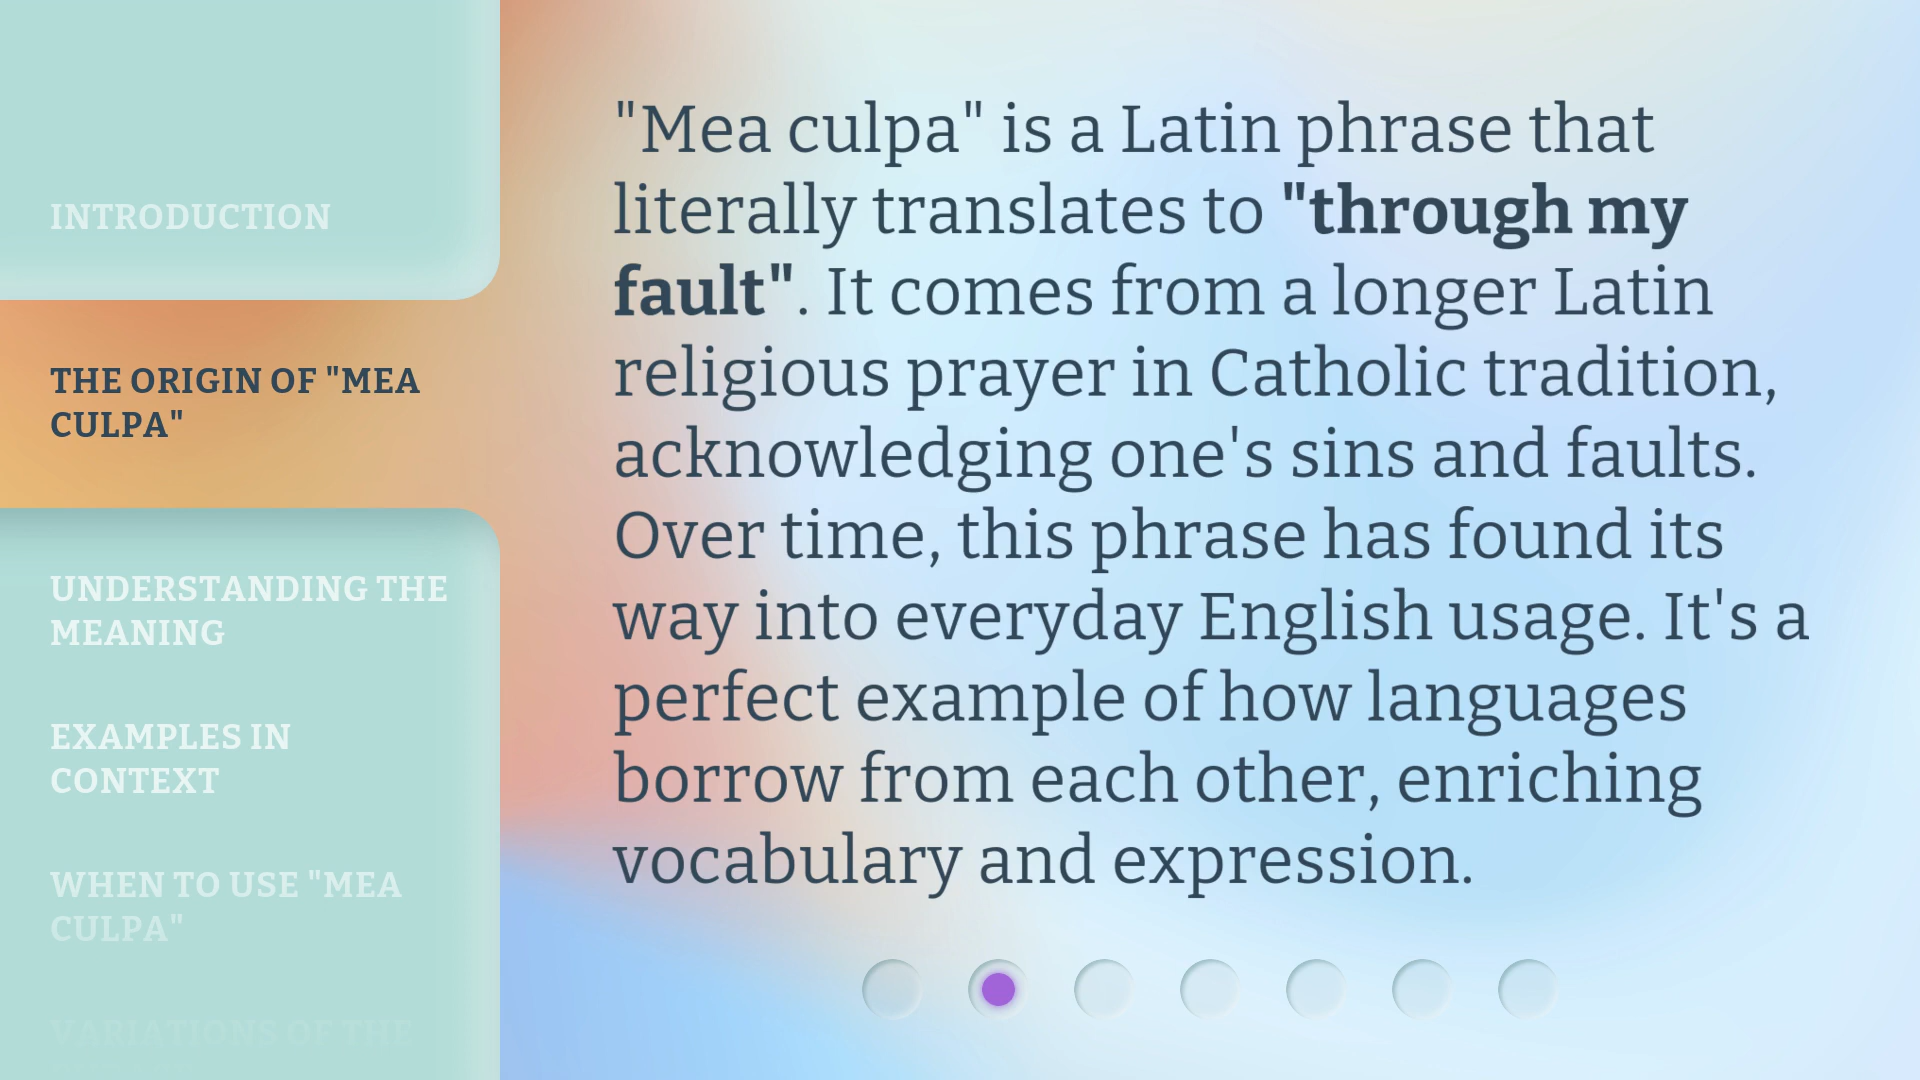 INTRODUCTION
THE ORIGIN OF "MEA
CULPA"
UNDERSTANDING THE
MEANING
EXAMPLES IN
CONTEXT
WHEN TO USE "MEA
CULPA"
VARIATIONS OF THE
"Mea culpa" is a Latin phrase that
literally translates to "through my
fault". It comes from a longer Latin
religious prayer in Catholic tradition,
acknowledging one's sins and faults.
Over time, this phrase has found its
way into everyday English usage. It's a
perfect example of how languages
borrow from each other, enriching
vocabulary and expression.